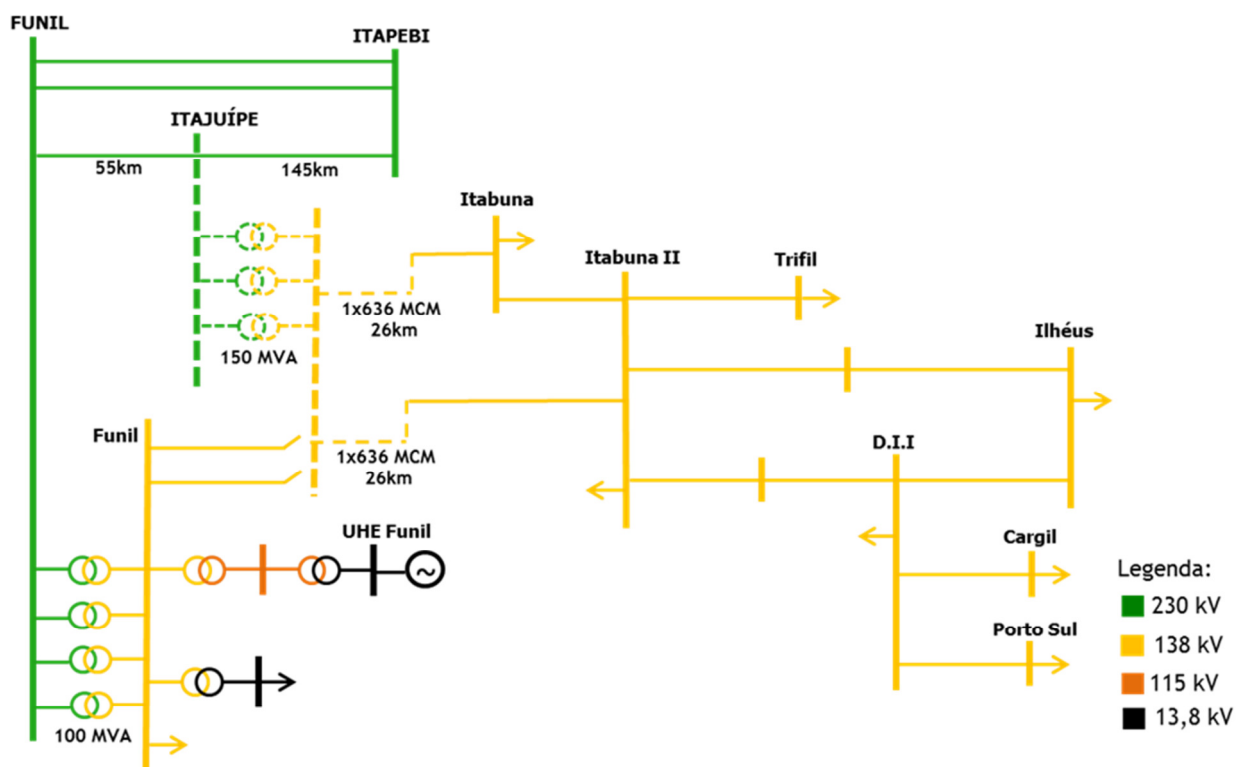 FUNIL
ITAPEBI
ITAJUÍPE
55km
145km
Itabuna
Itabuna II
Trifil
1x636 MCM
26km
Ilhéus
150 MVA
Funil
1x636 MCM
26km
D.I.I
UHE Funil
~
Cargil
Legenda:
230 kV
Porto Sul
138 kV
115 kV
100 MVA
13,8 kV